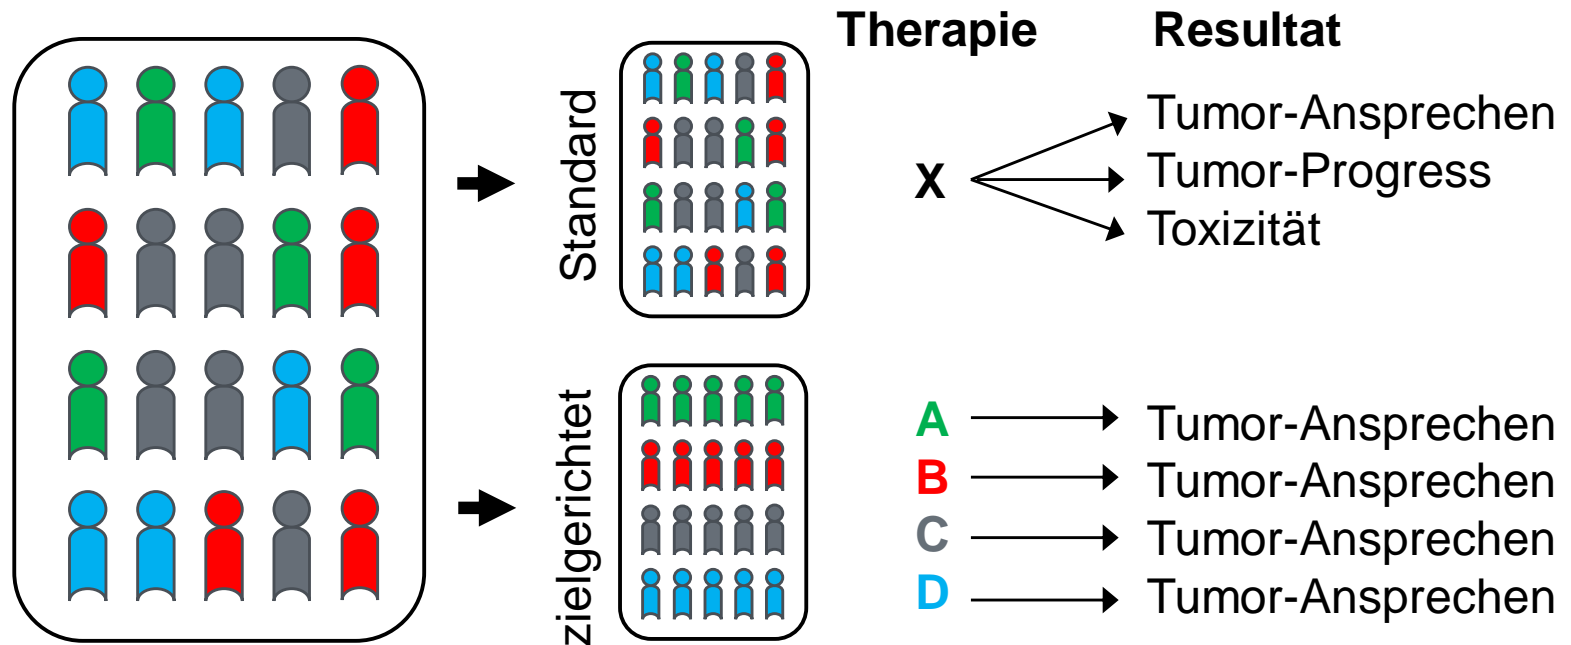 Therapie Resultat
Standard
X
Tumor-Ansprechen
Tumor-Progress
Toxizität
zielgerichtet
A Tumor-Ansprechen
B Tumor-Ansprechen
C Tumor-Ansprechen
D Tumor-Ansprechen